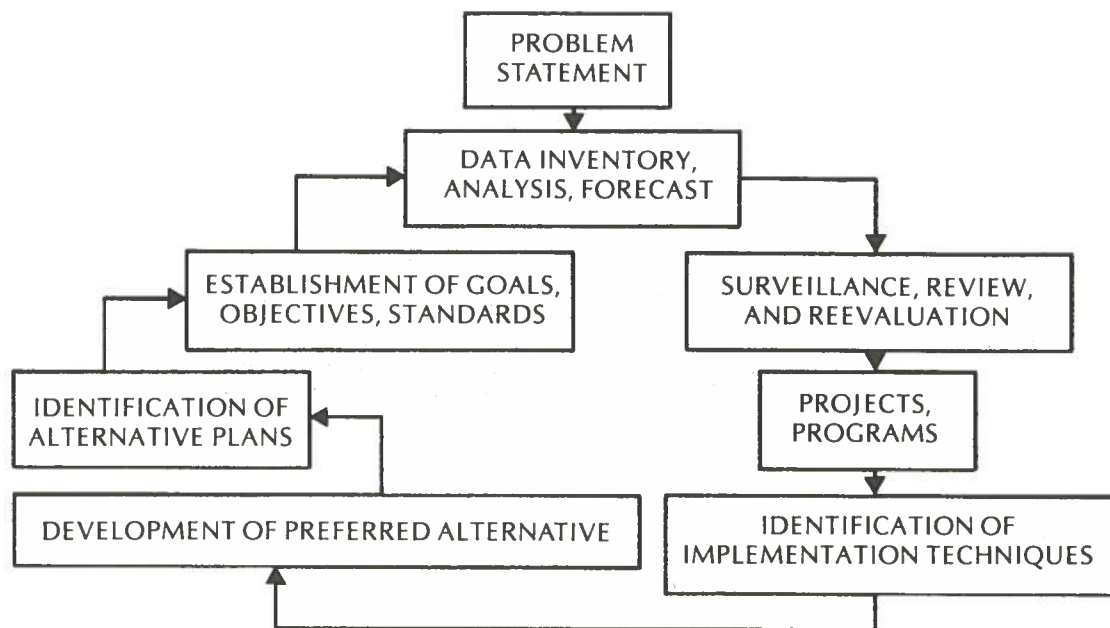 PROBLEM
STATEMENT
DATA INVENTORY,
ANALYSIS, FORECAST
ESTABLISHMENT OF GOALS,
OBJECTIVES, STANDARDS
SURVEILLANCE, REVIEW,
AND REEVALUATION
IDENTIFICATION OF
ALTERNATIVE PLANS
PROJECTS,
PROGRAMS
DEVELOPMENT OF PREFERRED ALTERNATIVE
IDENTIFICATION OF
IMPLEMENTATION TECHNIQUES